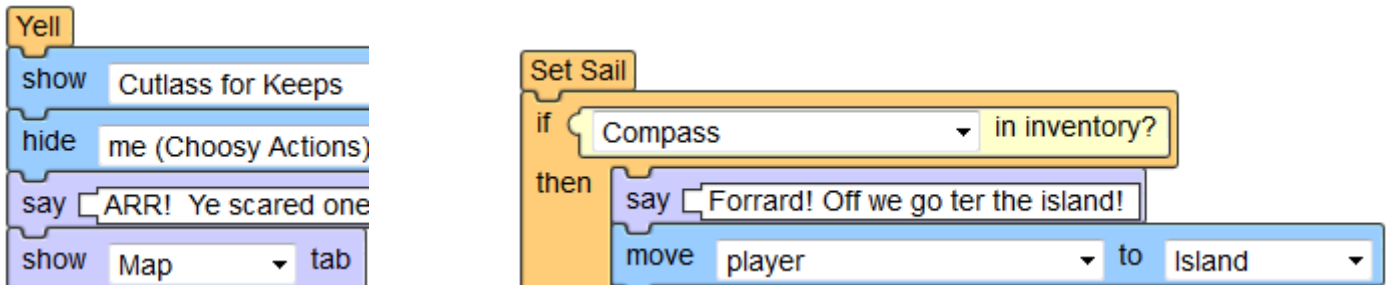 Yell
show Cutlass for Keeps
hide me (Choosy Actions)
say ARR!  Ye scared one
show Map tab
Set Sail
if Compass in inventory?
then say Forrard! Off we go ter the island!
move player to Island